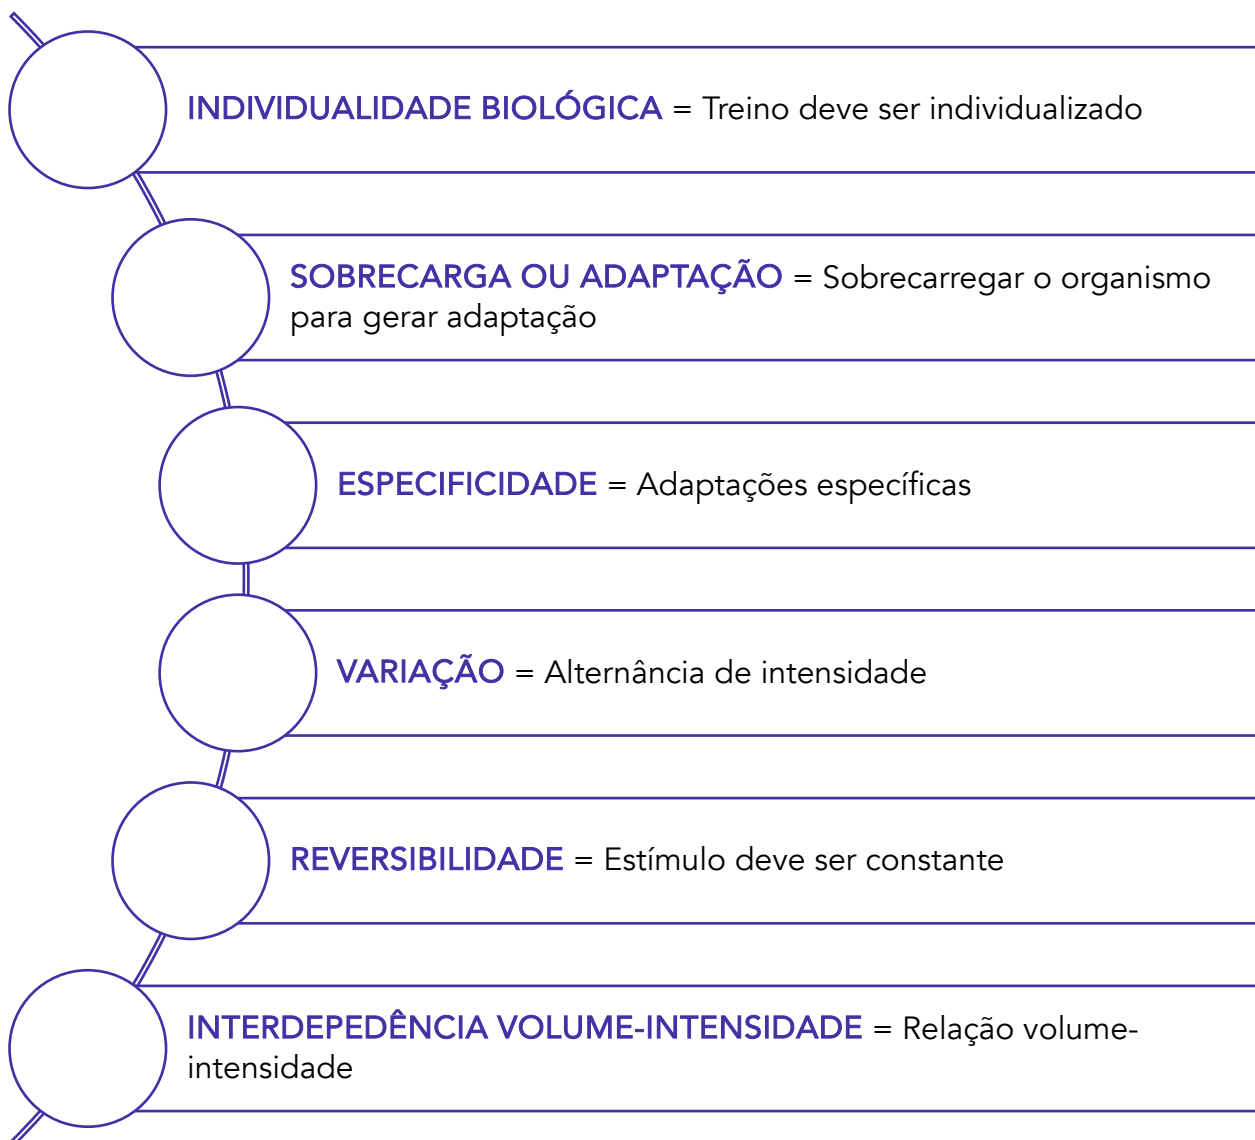 INDIVIDUALIDADE BIOLÓGICA = Treino deve ser individualizado
SOBRECARGA OU ADAPTAÇÃO = Sobrecarregar o organismo
para gerar adaptação
ESPECIFICIDADE = Adaptações específicas
VARIAÇÃO = Alternância de intensidade
REVERSIBILIDADE = Estímulo deve ser constante
INTERDEPEDÊNCIA VOLUME-INTENSIDADE = Relação volume-
intensidade